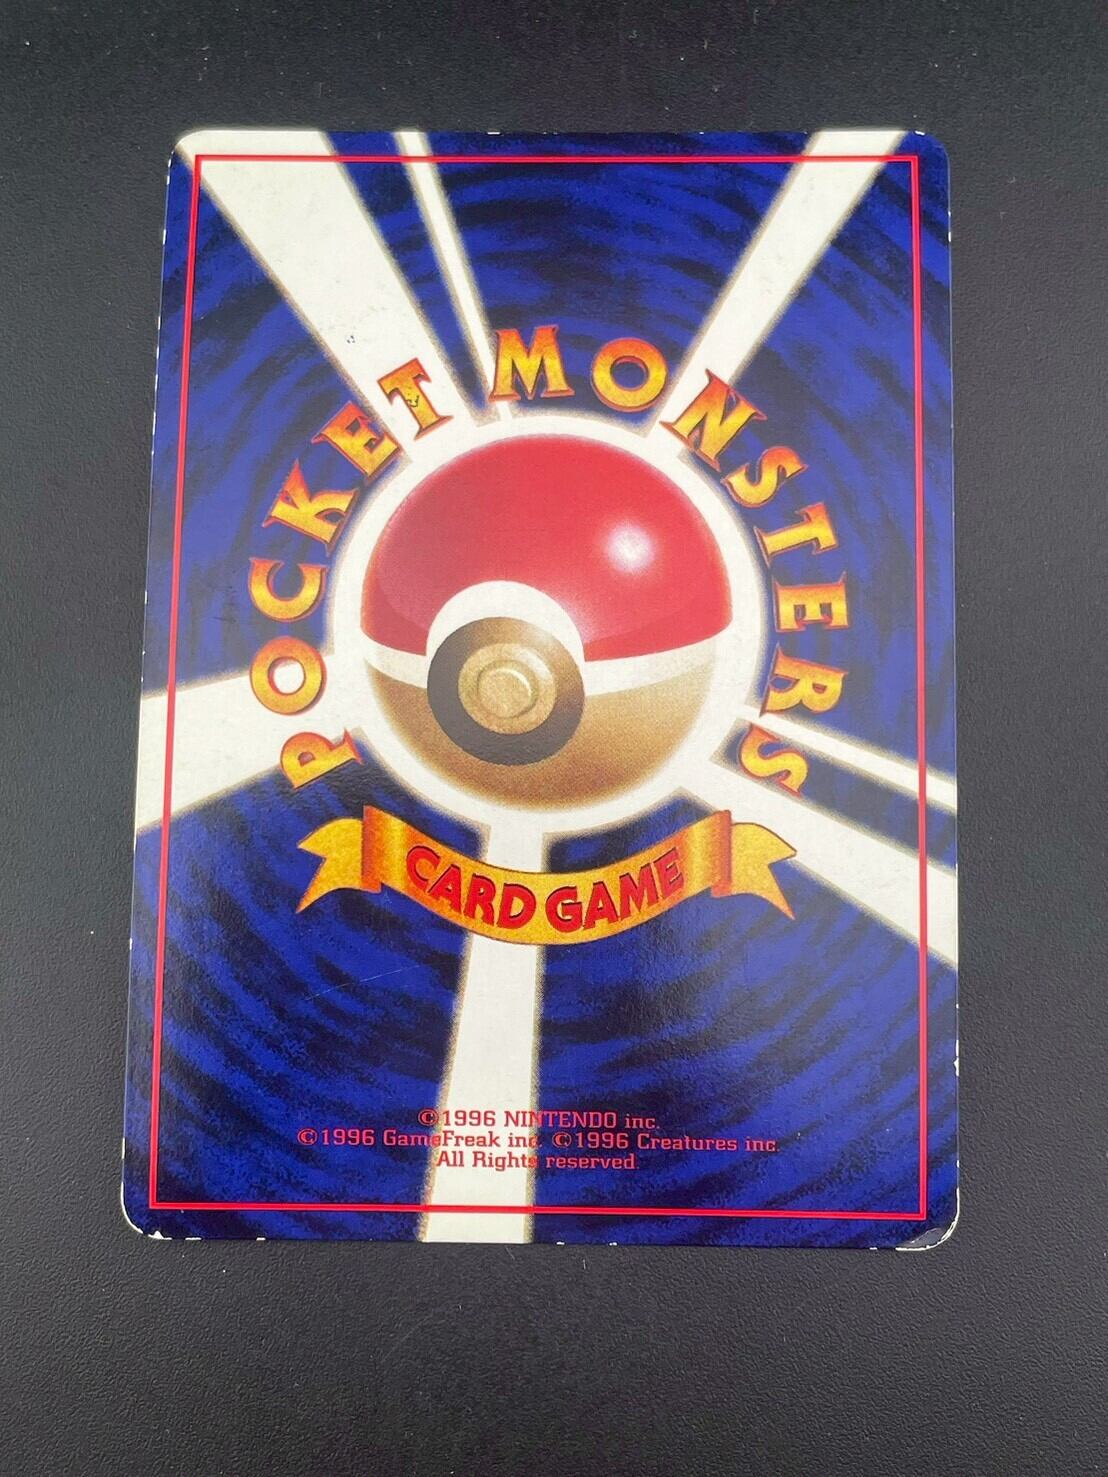 POCKET MONSTERS
CARD GAME
©1996 NINTENDO inc.
©1996 GameFreak inc. ©1996 Creatures inc.
All Rights reserved.